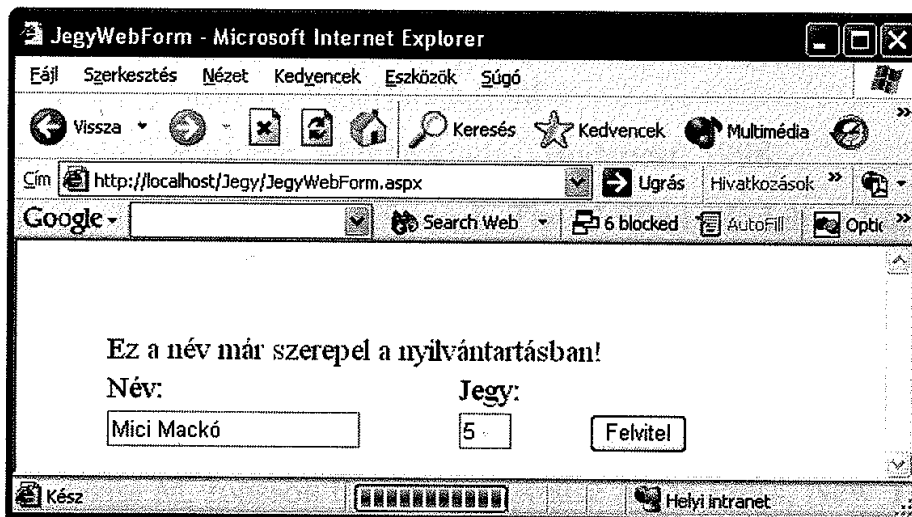 JegyWebForm - Microsoft Internet Explorer
Fájl Szerkesztés Nézet Kedvencek Eszközök Súgó
Vissza Keresés Kedvencek Multimédia »
Cím http://localhost/Jegy/JegyWebForm.aspx Ugrás Hivatkozások »
Google Search Web 6 blocked AutoFill Optic »
Ez a név már szerepel a nyilvántartásban!
Név: Jegy:
Mici Mackó 5 Felvitel
Kész Helyi intranet